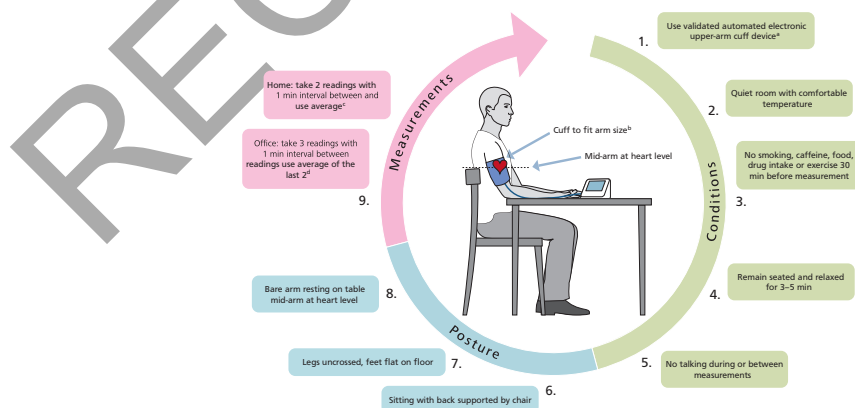 REC
1.
Use validated automated electronic
upper-arm cuff deviceᵃ
2.
Quiet room with comfortable
temperature
No smoking, caffeine, food,
drug intake or exercise 30
min before measurement
3.
Conditions
4.
Remain seated and relaxed
for 3–5 min
5.
No talking during or between
measurements
6.
Sitting with back supported by chair
Posture
7.
Legs uncrossed, feet flat on floor
8.
Bare arm resting on table
mid-arm at heart level
9.
Measurements
Home: take 2 readings with
1 min interval between and
use averageᶜ
Office: take 3 readings with
1 min interval between
readings use average of the
last 2ᵈ
Cuff to fit arm sizeᵇ
Mid-arm at heart level